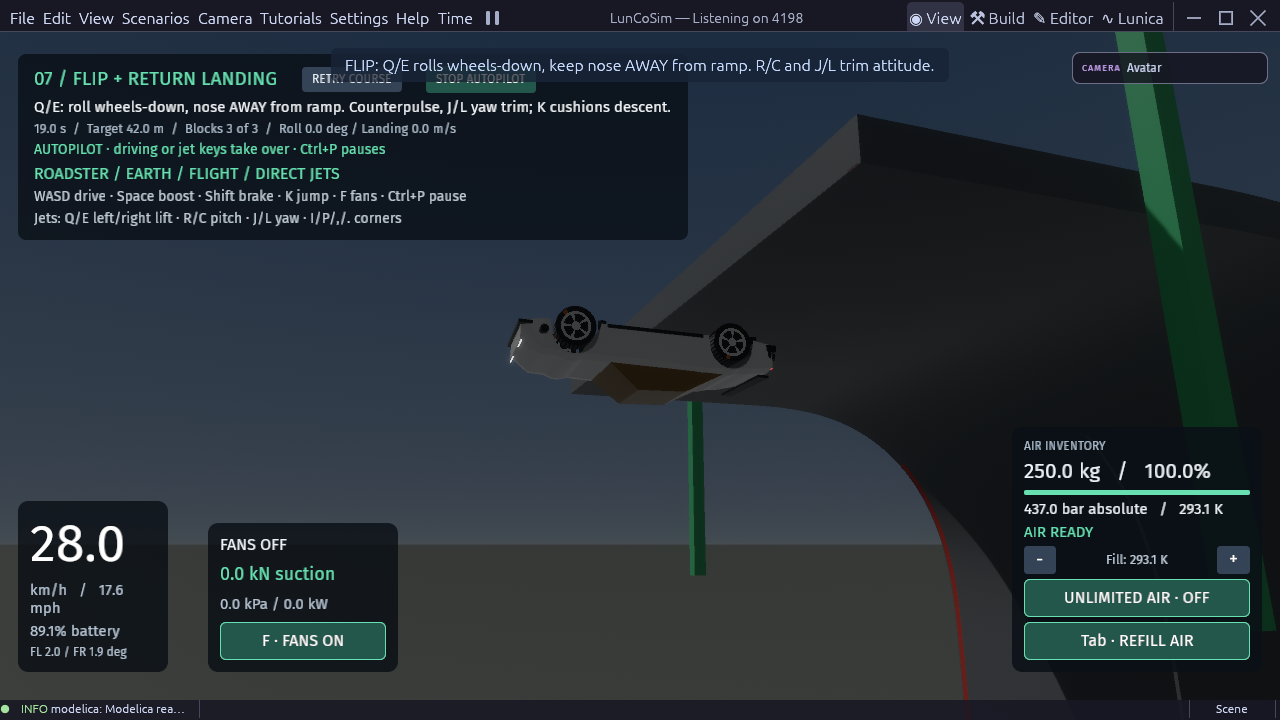 File Edit View Scenarios Camera Tutorials Settings Help Time
LunCoSim — Listening on 4198
View Build Editor Lunica
FLIP: Q/E rolls wheels-down, keep nose AWAY from ramp. R/C and J/L trim attitude.
07 / FLIP + RETURN LANDING
RETRY COURSE
STOP AUTOPILOT
Q/E: roll wheels-down, nose AWAY from ramp. Counterpulse, J/L yaw trim; K cushions descent.
19.0 s / Target 42.0 m / Blocks 3 of 3 / Roll 0.0 deg / Landing 0.0 m/s
AUTOPILOT · driving or jet keys take over · Ctrl+P pauses
ROADSTER / EARTH / FLIGHT / DIRECT JETS
WASD drive · Space boost · Shift brake · K jump · F fans · Ctrl+P pause
Jets: Q/E left/right lift · R/C pitch · J/L yaw · I/P/,/. corners
CAMERA Avatar
28.0
km/h / 17.6
mph
89.1% battery
FL 2.0 / FR 1.9 deg
FANS OFF
0.0 kN suction
0.0 kPa / 0.0 kW
F · FANS ON
AIR INVENTORY
250.0 kg / 100.0%
437.0 bar absolute / 293.1 K
AIR READY
- Fill: 293.1 K +
UNLIMITED AIR · OFF
Tab · REFILL AIR
INFO modelica: Modelica rea...
Scene